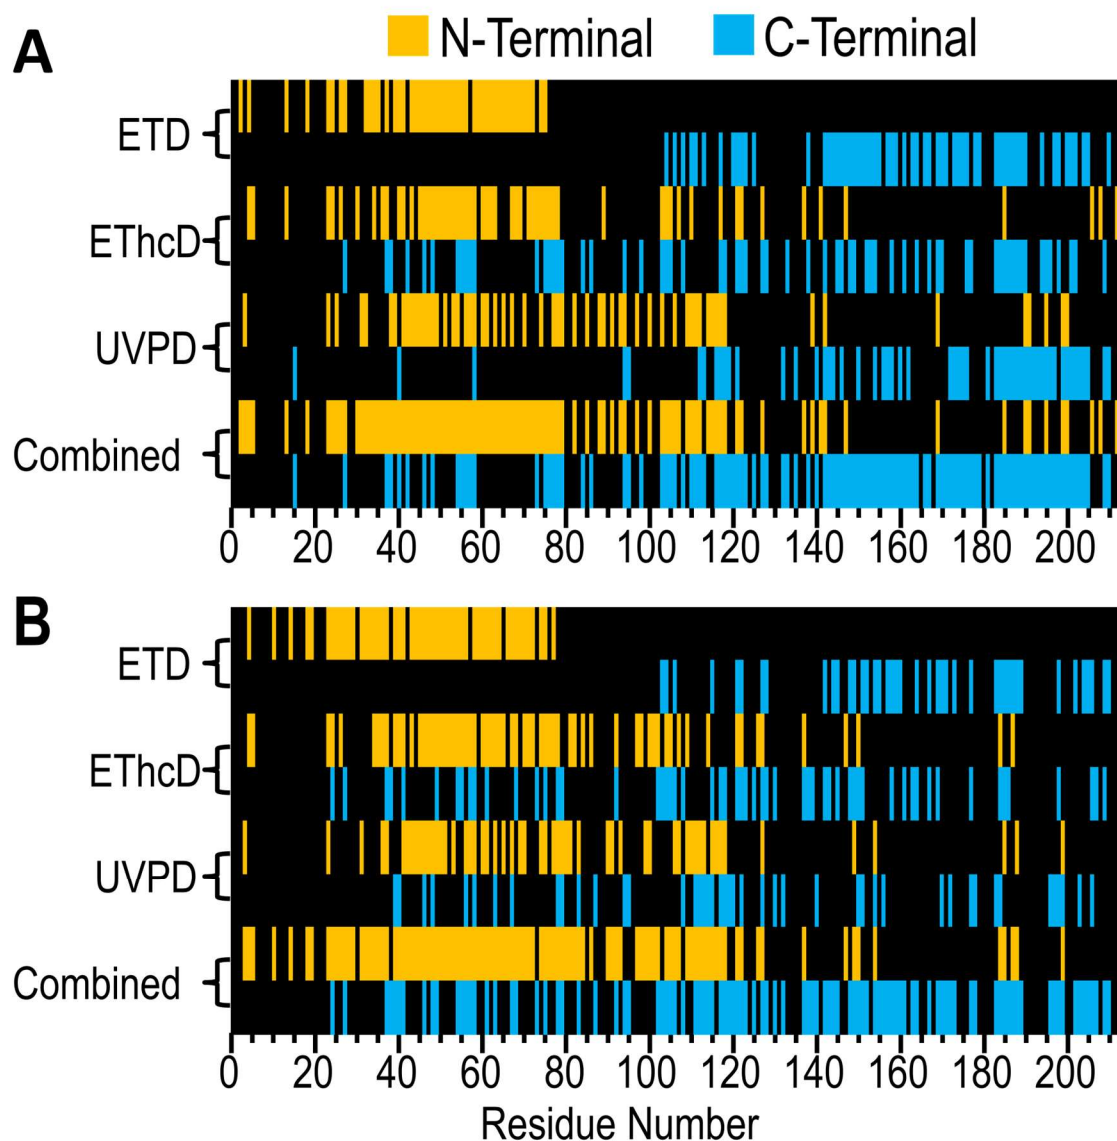 A
N-Terminal C-Terminal
ETD
EThcD
UVPD
Combined
0 20 40 60 80 100 120 140 160 180 200
B
ETD
EThcD
UVPD
Combined
0 20 40 60 80 100 120 140 160 180 200
Residue Number